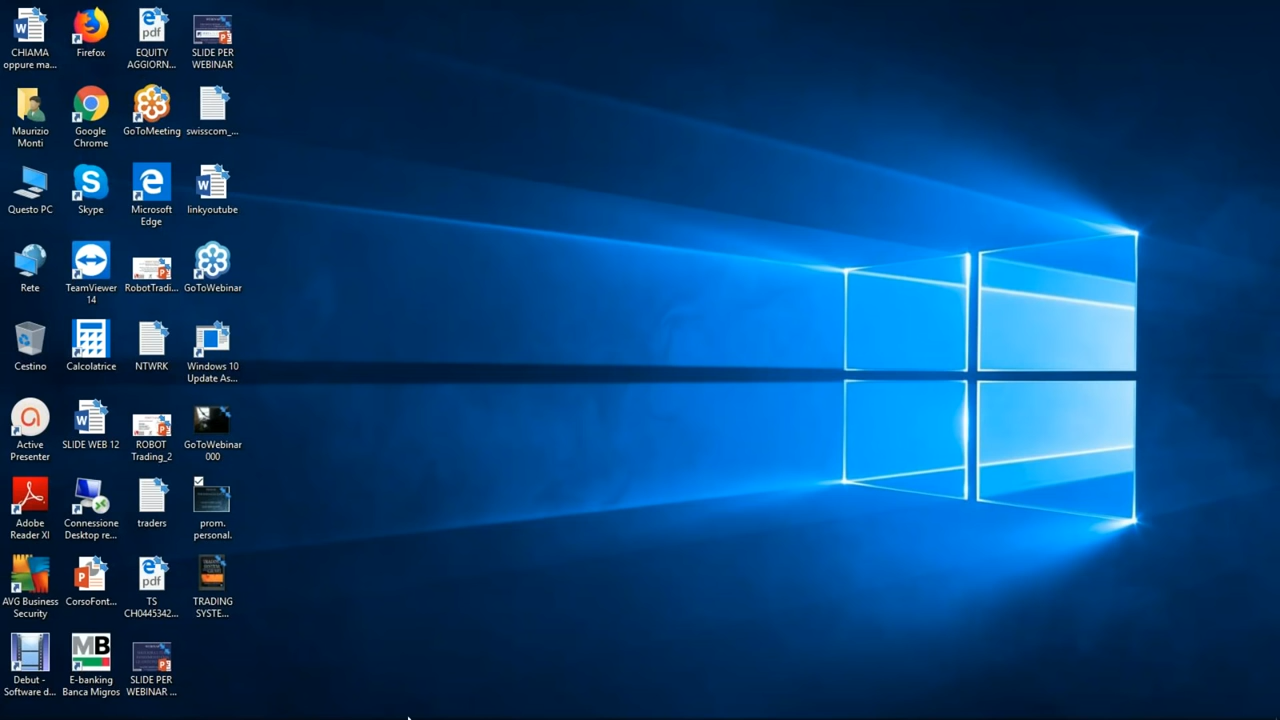 CHIAMA
oppure ma...
Firefox
EQUITY
AGGIORN...
SLIDE PER
WEBINAR
Maurizio
Monti
Google
Chrome
GoToMeeting
swisscom_...
Questo PC
Skype
Microsoft
Edge
linkyoutube
Rete
TeamViewer
14
RobotTradi...
GoToWebinar
Cestino
Calcolatrice
NTWRK
Windows 10
Update As...
Active
Presenter
SLIDE WEB 12
ROBOT
Trading_2
GoToWebinar
000
Adobe
Reader XI
Connessione
Desktop re...
traders
prom.
personal.
AVG Business
Security
CorsoFont...
pdf
TS
CH0445342...
TRADING
SYSTE...
Debut -
Software d...
MB
E-banking
Banca Migros
SLIDE PER
WEBINAR ...